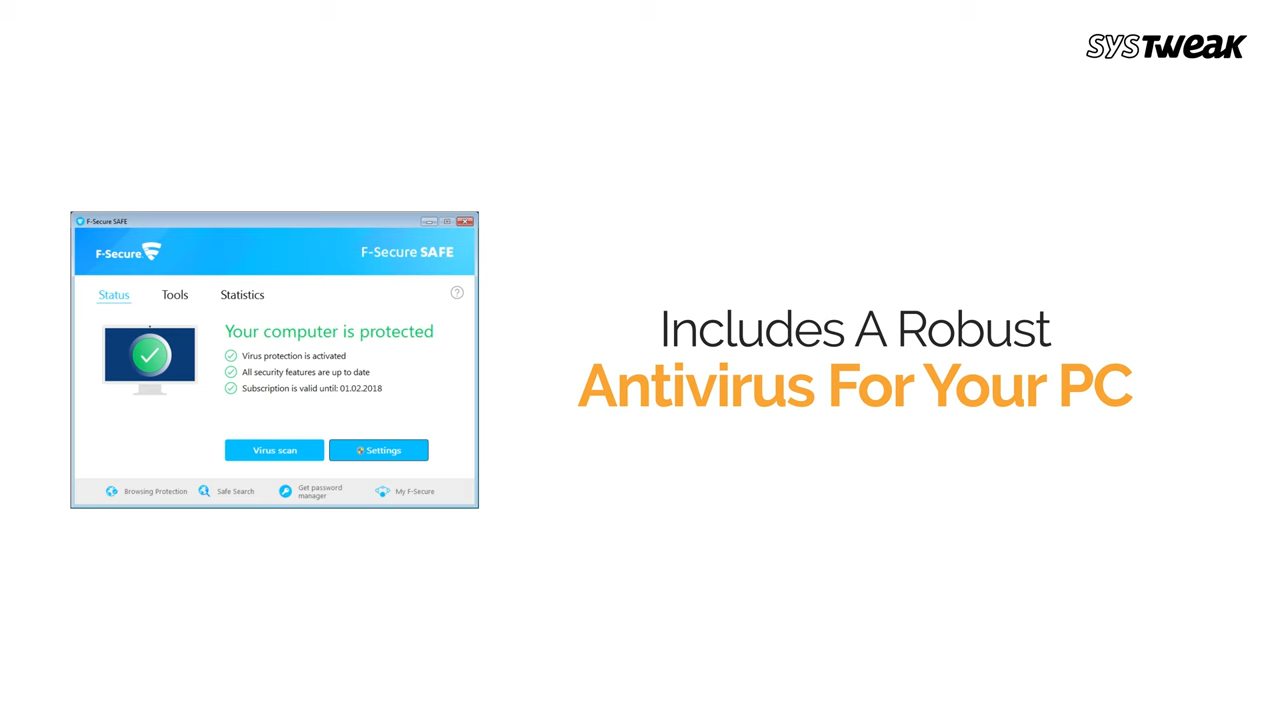 SYSTWEAK
F-Secure SAFE
F-Secure.
F-Secure SAFE
Status Tools Statistics
?
Your computer is protected
Virus protection is activated
All security features are up to date
Subscription is valid until: 01.02.2018
Virus scan Settings
Browsing Protection Safe Search Get password manager My F-Secure
Includes A Robust
Antivirus For Your PC